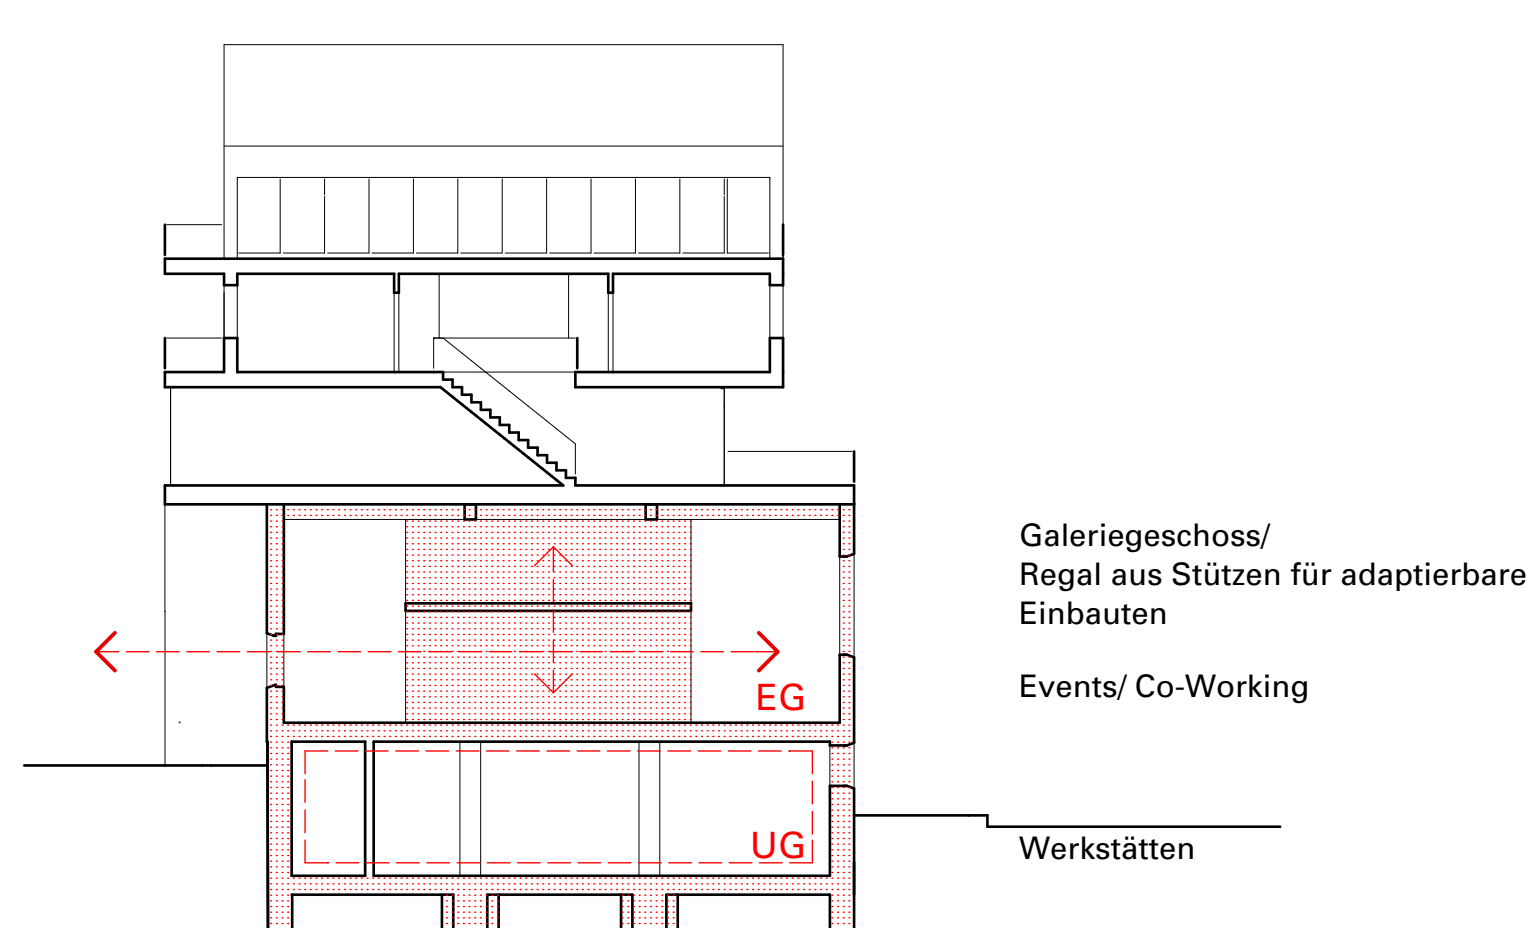 Galeriegeschoss/
Regal aus Stützen für adaptierbare
Einbauten
Events/ Co-Working
EG
UG
Werkstätten